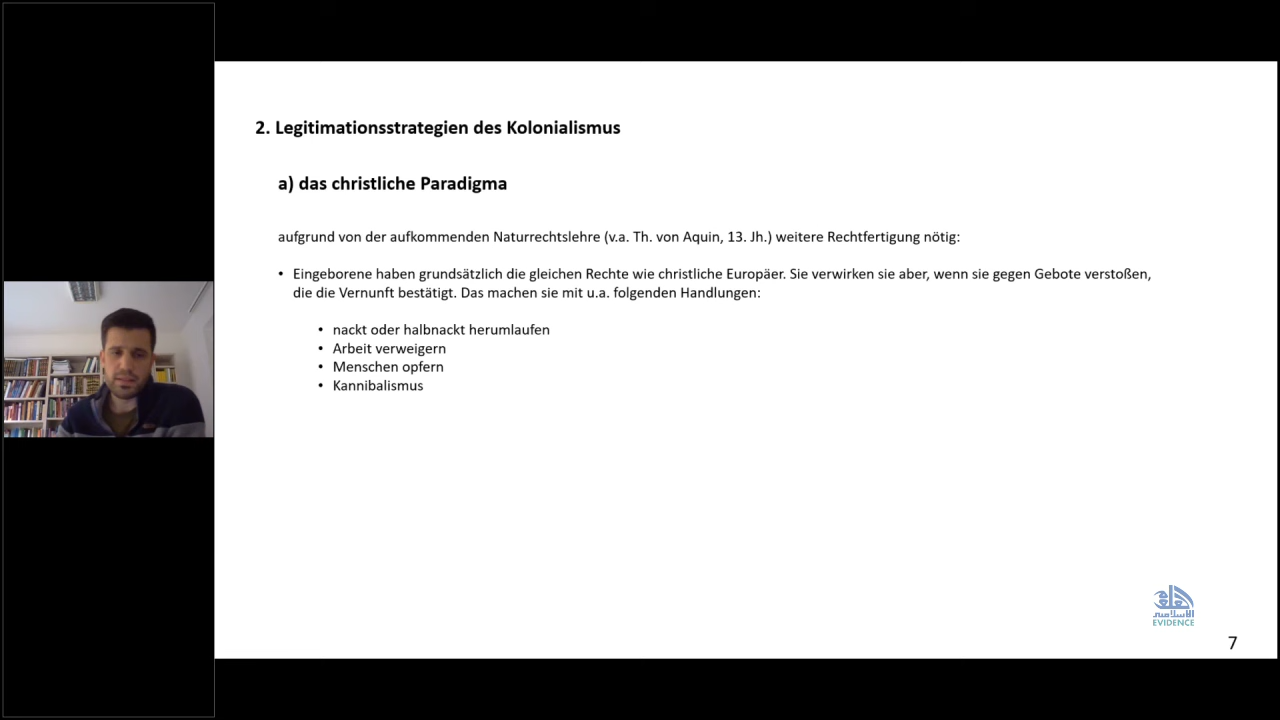 2. Legitimationsstrategien des Kolonialismus
a) das christliche Paradigma
aufgrund von der aufkommenden Naturrechtslehre (v.a. Th. von Aquin, 13. Jh.) weitere Rechtfertigung nötig:
• Eingeborene haben grundsätzlich die gleichen Rechte wie christliche Europäer. Sie verwirken sie aber, wenn sie gegen Gebote verstoßen,
die die Vernunft bestätigt. Das machen sie mit u.a. folgenden Handlungen:
• nackt oder halbnackt herumlaufen
• Arbeit verweigern
• Menschen opfern
• Kannibalismus
EVIDENCE
7